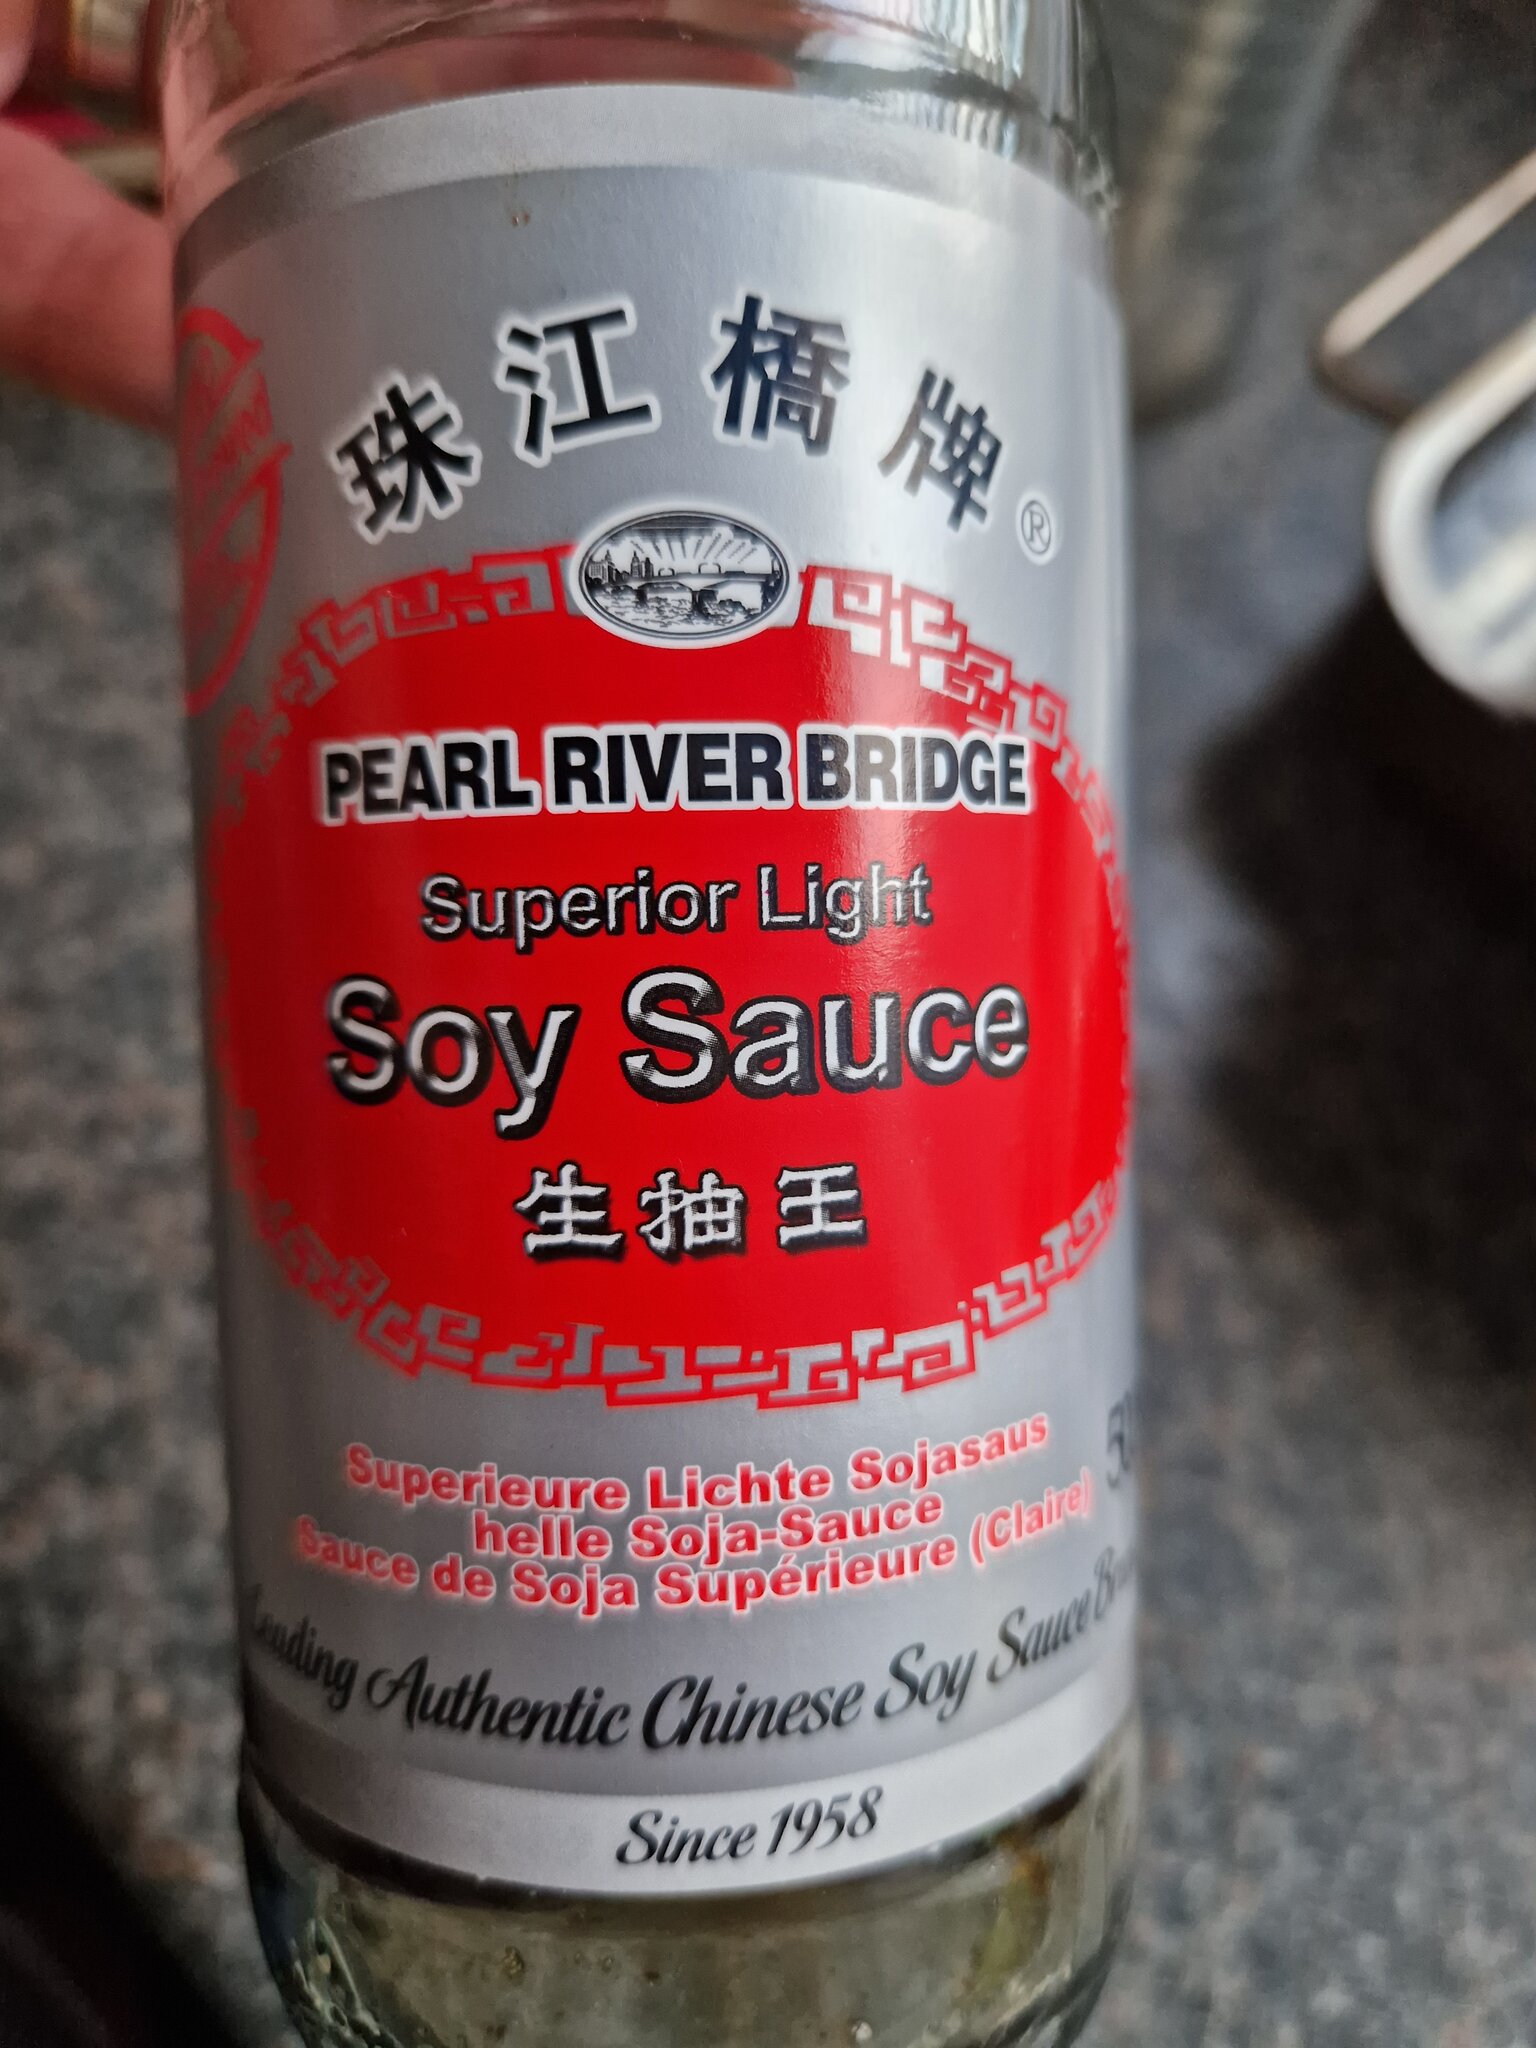 珠江橋牌®
PEARL RIVER BRIDGE
Superior Light
Soy Sauce
生抽王
Superieure Lichte Sojasaus
helle Soja-Sauce
Sauce de Soja Supérieure (Claire)
Leading Authentic Chinese Soy Sauce
Since 1958